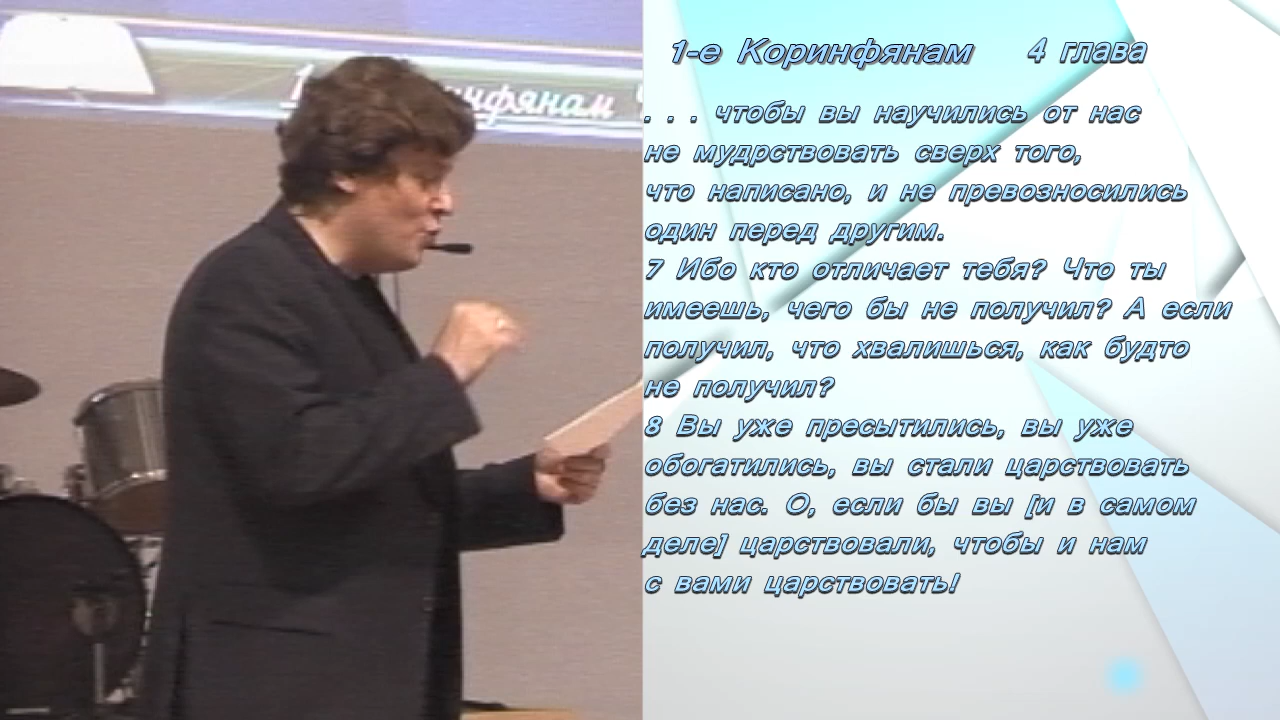 1-е Коринфянам 4 глава
. . . чтобы вы научились от нас
не мудрствовать сверх того,
что написано, и не превозносились
один перед другим.
7 Ибо кто отличает тебя? Что ты
имеешь, чего бы не получил? А если
получил, что хвалишься, как будто
не получил?
8 Вы уже пресытились, вы уже
обогатились, вы стали царствовать
без нас. О, если бы вы [и в самом
деле] царствовали, чтобы и нам
с вами царствовать!